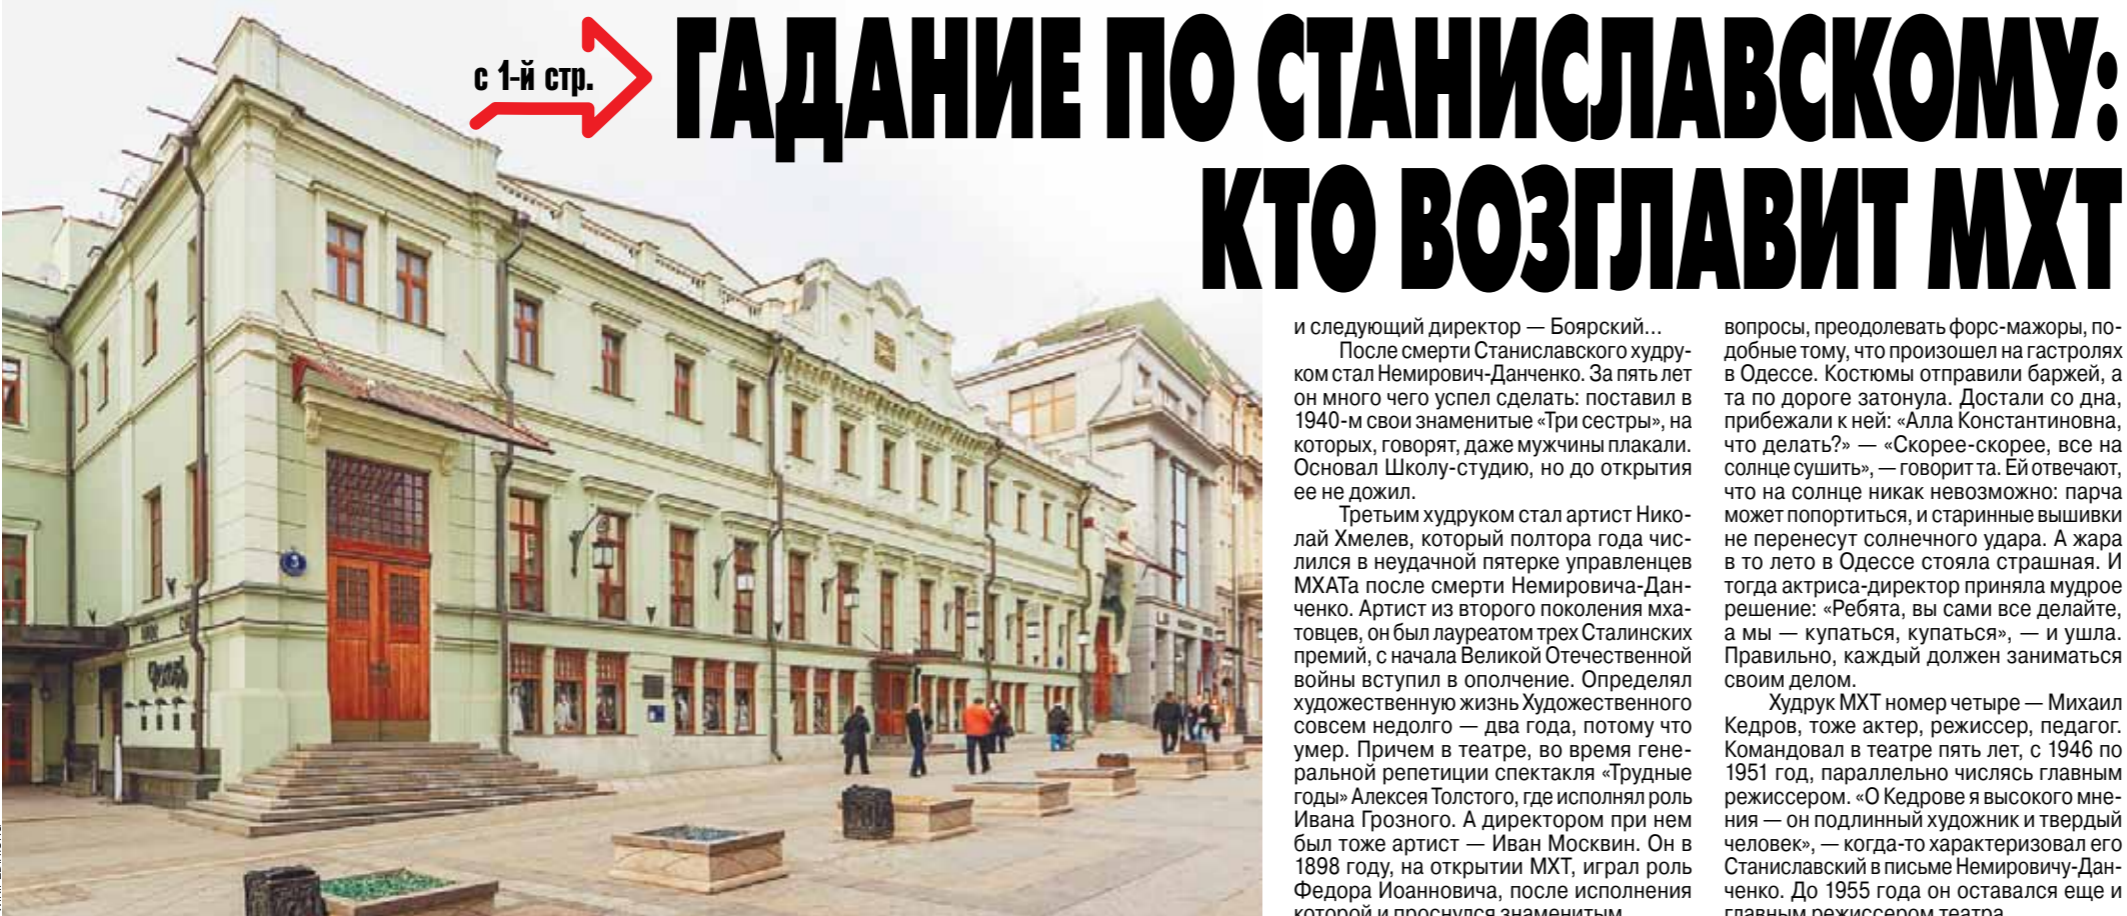 с 1-й стр.
ГАДАНИЕ ПО СТАНИСЛАВСКОМУ:
КТО ВОЗГЛАВИТ МХТ
3
и следующий директор — Боярский...
После смерти Станиславского худру-
ком стал Немирович-Данченко. За пять лет
он много чего успел сделать: поставил в
1940-м свои знаменитые «Три сестры», на
которых, говорят, даже мужчины плакали.
Основал Школу-студию, но до открытия
ее не дожил.
Третьим худруком стал артист Нико-
лай Хмелев, который полтора года чис-
лился в неудачной пятерке управленцев
МХАТа после смерти Немировича-Дан-
ченко. Артист из второго поколения мха-
товцев, он был лауреатом трех Сталинских
премий, с начала Великой Отечественной
войны вступил в ополчение. Определял
художественную жизнь Художественного
совсем недолго — два года, потому что
умер. Причем в театре, во время гене-
ральной репетиции спектакля «Трудные
годы» Алексея Толстого, где исполнял роль
Ивана Грозного. А директором при нем
был тоже артист — Иван Москвин. Он в
1898 году, на открытии МХТ, играл роль
Федора Иоанновича, после исполнения
которой и проснулся знаменитым
вопросы, преодолевать форс-мажоры, по-
добные тому, что произошел на гастролях
в Одессе. Костюмы отправили баржей, а
та по дороге затонула. Достали со дна,
прибежали к ней: «Алла Константиновна,
что делать?» — «Скорее-скорее, все на
солнце сушить», — говорит та. Ей отвечают,
что на солнце никак невозможно: парча
может попортиться, и старинные вышивки
не перенесут солнечного удара. А жара
в то лето в Одессе стояла страшная. И
тогда актриса-директор приняла мудрое
решение: «Ребята, вы сами все делайте,
а мы — купаться, купаться», — и ушла.
Правильно, каждый должен заниматься
своим делом.
Худрук МХТ номер четыре — Михаил
Кедров, тоже актер, режиссер, педагог.
Командовал в театре пять лет, с 1946 по
1951 год, параллельно числясь главным
режиссером. «О Кедрове я высокого мне-
ния — он подлинный художник и твердый
человек», — когда-то характеризовал его
Станиславский в письме Немировичу-Дан-
ченко. До 1955 года он оставался еще и
главным режиссером театра